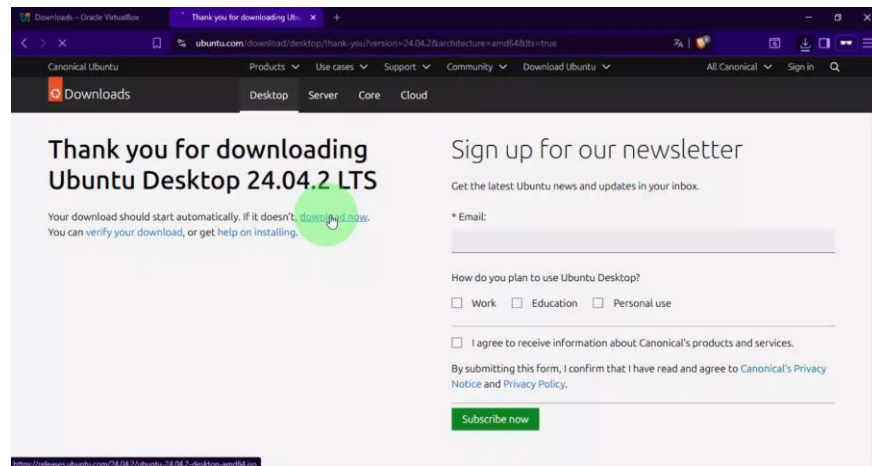 Downloads – Oracle VirtualBox
Thank you for downloading Ubu
ubuntu.com/download/desktop/thank-you?version=24.04.2&architecture=amd64&lts=true
Canonical Ubuntu Products Use cases Support Community Download Ubuntu All Canonical Sign in
Downloads Desktop Server Core Cloud
Thank you for downloading
Ubuntu Desktop 24.04.2 LTS
Your download should start automatically. If it doesn't, download now.
You can verify your download, or get help on installing.
Sign up for our newsletter
Get the latest Ubuntu news and updates in your inbox.
* Email:
How do you plan to use Ubuntu Desktop?
Work Education Personal use
I agree to receive information about Canonical's products and services.
By submitting this form, I confirm that I have read and agree to Canonical's Privacy
Notice and Privacy Policy.
Subscribe now
https://releases.ubuntu.com/24.04.2/ubuntu-24.04.2-desktop-amd64.iso